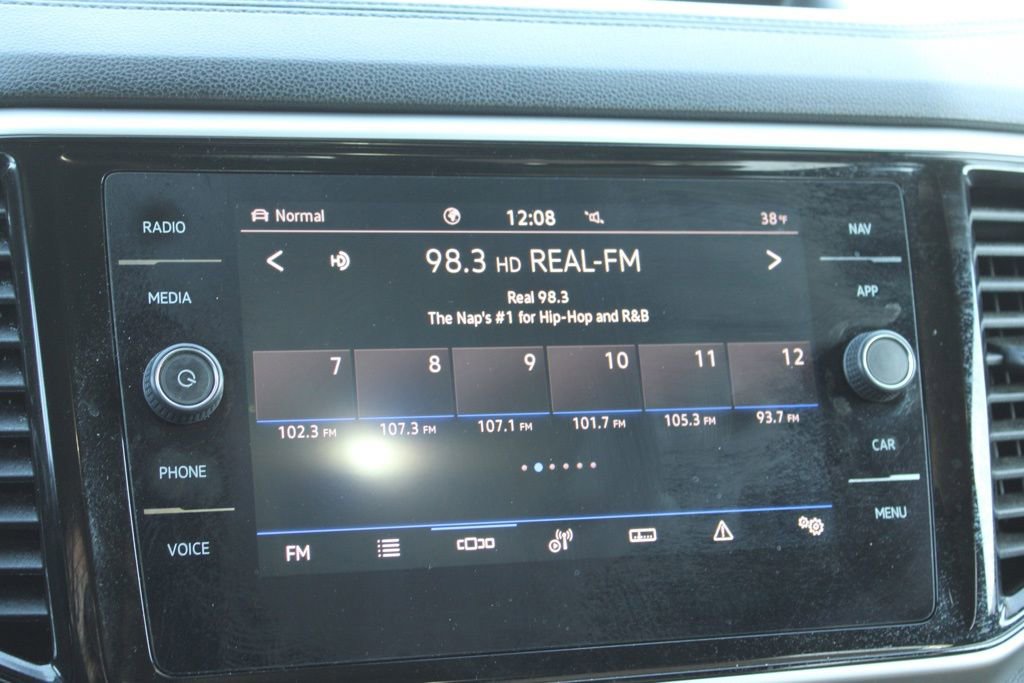 RADIO
MEDIA
PHONE
VOICE
Normal
12:08
38°F
98.3 HD REAL-FM
Real 98.3
The Nap's #1 for Hip-Hop and R&B
7 8 9 10 11 12
102.3 FM 107.3 FM 107.1 FM 101.7 FM 105.3 FM 93.7 FM
FM
NAV
APP
CAR
MENU